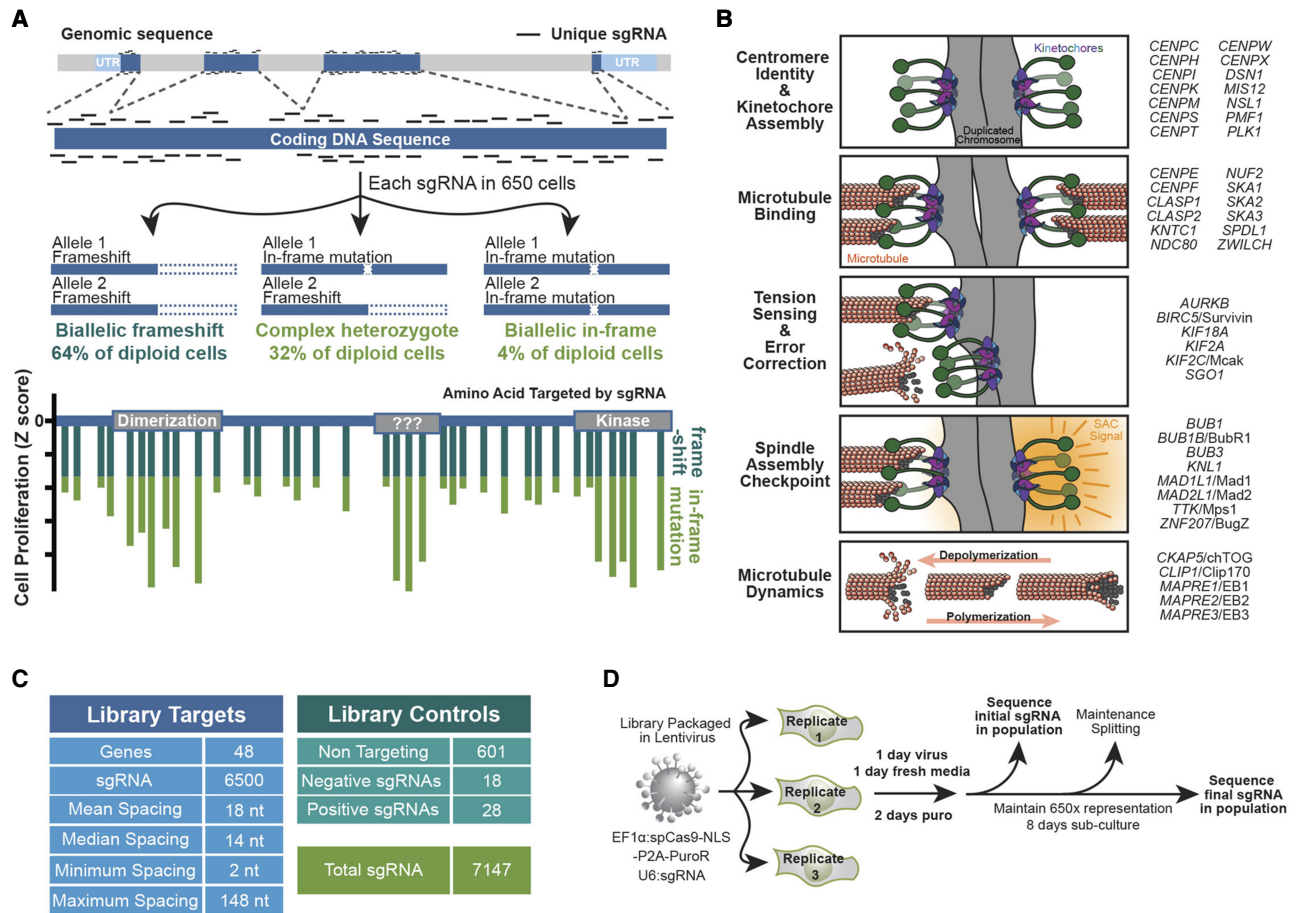 A
Genomic sequence
Unique sgRNA
UTR
UTR
Coding DNA Sequence
Each sgRNA in 650 cells
Allele 1
Frameshift
Allele 2
Frameshift
Biallelic frameshift
64% of diploid cells
Allele 1
In-frame mutation
Allele 2
Frameshift
Complex heterozygote
32% of diploid cells
Allele 1
In-frame mutation
Allele 2
In-frame mutation
Biallelic in-frame
4% of diploid cells
Amino Acid Targeted by sgRNA
Cell Proliferation (Z score)
0
Dimerization
???
Kinase
frame
-shift
in-frame
mutation
B
Centromere
Identity
&
Kinetochore
Assembly
Kinetochores
Duplicated
Chromosome
CENPC CENPW
CENPH CENPX
CENPI DSN1
CENPK MIS12
CENPM NSL1
CENPS PMF1
CENPT PLK1
Microtubule
Binding
Microtubule
CENPE NUF2
CENPF SKA1
CLASP1 SKA2
CLASP2 SKA3
KNTC1 SPDL1
NDC80 ZWILCH
Tension
Sensing
&
Error
Correction
AURKB
BIRC5/Survivin
KIF18A
KIF2A
KIF2C/Mcak
SGO1
Spindle
Assembly
Checkpoint
SAC
Signal
BUB1
BUB1B/BubR1
BUB3
KNL1
MAD1L1/Mad1
MAD2L1/Mad2
TTK/Mps1
ZNF207/BugZ
Microtubule
Dynamics
Depolymerization
Polymerization
CKAP5/chTOG
CLIP1/Clip170
MAPRE1/EB1
MAPRE2/EB2
MAPRE3/EB3
C
Library Targets
Genes 48
sgRNA 6500
Mean Spacing 18 nt
Median Spacing 14 nt
Minimum Spacing 2 nt
Maximum Spacing 148 nt
Library Controls
Non Targeting 601
Negative sgRNAs 18
Positive sgRNAs 28
Total sgRNA 7147
D
Library Packaged
in Lentivirus
EF1α:spCas9-NLS
-P2A-PuroR
U6:sgRNA
Replicate
1
Replicate
2
Replicate
3
1 day virus
1 day fresh media
2 days puro
Sequence
initial sgRNA
in population
Maintenance
Splitting
Maintain 650x representation
8 days sub-culture
Sequence
final sgRNA
in population